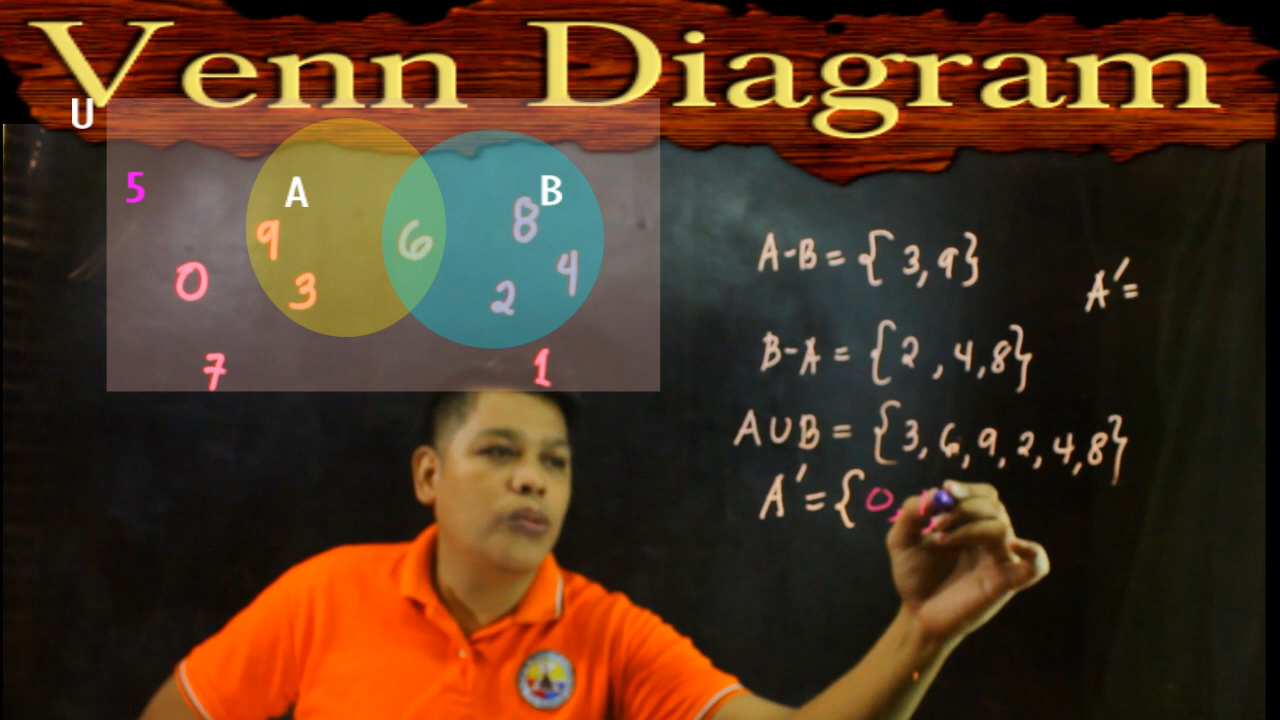 Venn Diagram
U
5
A
B
9
6
8
0
3
2
4
7
1
A-B = { 3, 9}
A′=
B-A = { 2 , 4, 8}
A∪B = {3, 6, 9, 2, 4, 8}
A′= { 0,